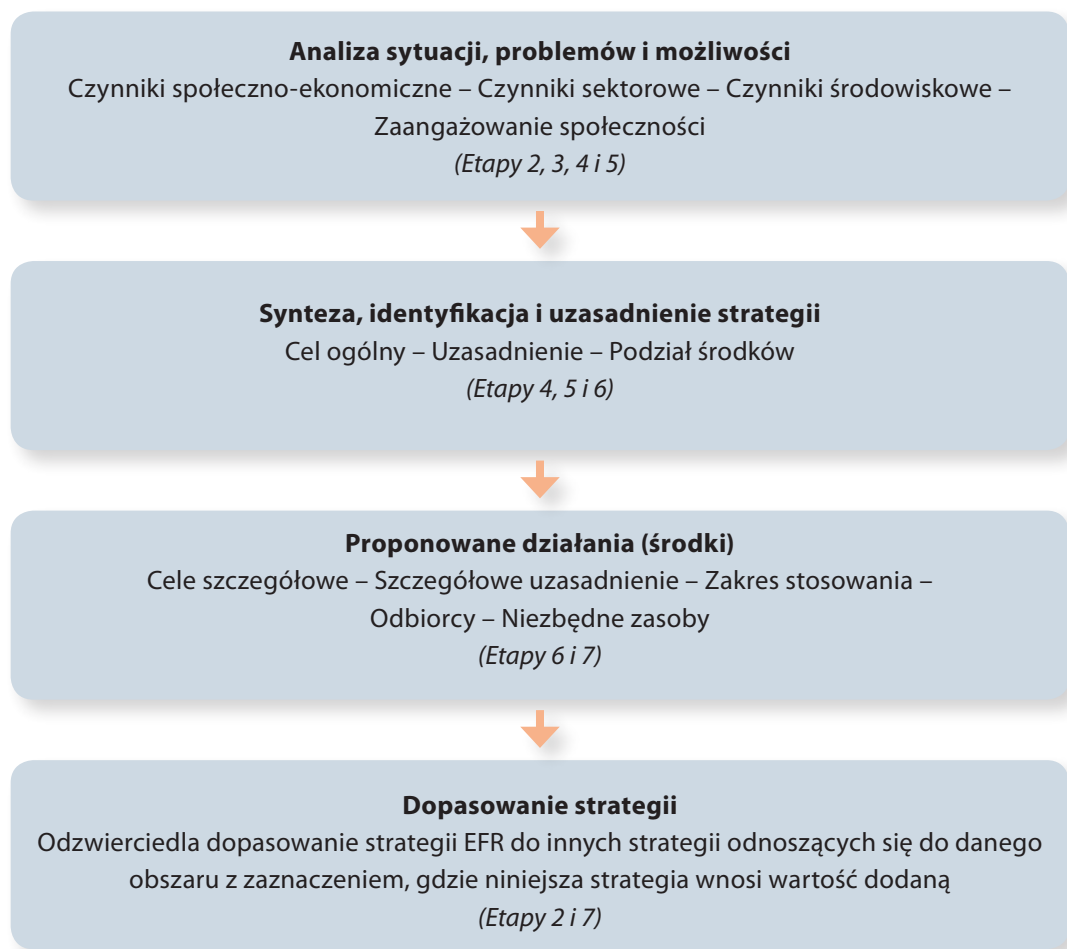 Analiza sytuacji, problemów i możliwości
Czynniki społeczno-ekonomiczne – Czynniki sektorowe – Czynniki środowiskowe –
Zaangażowanie społeczności
(Etapy 2, 3, 4 i 5)
Synteza, identyfikacja i uzasadnienie strategii
Cel ogólny – Uzasadnienie – Podział środków
(Etapy 4, 5 i 6)
Proponowane działania (środki)
Cele szczegółowe – Szczegółowe uzasadnienie – Zakres stosowania –
Odbiorcy – Niezbędne zasoby
(Etapy 6 i 7)
Dopasowanie strategii
Odzwierciedla dopasowanie strategii EFR do innych strategii odnoszących się do danego
obszaru z zaznaczeniem, gdzie niniejsza strategia wnosi wartość dodaną
(Etapy 2 i 7)